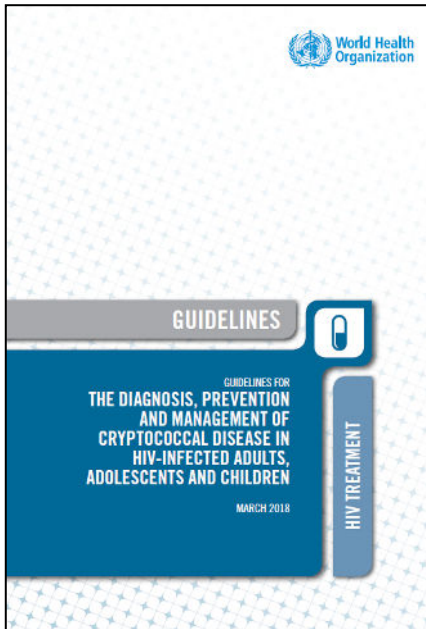 World Health
Organization
GUIDELINES
GUIDELINES FOR
THE DIAGNOSIS, PREVENTION
AND MANAGEMENT OF
CRYPTOCOCCAL DISEASE IN
HIV-INFECTED ADULTS,
ADOLESCENTS AND CHILDREN
MARCH 2018
HIV TREATMENT